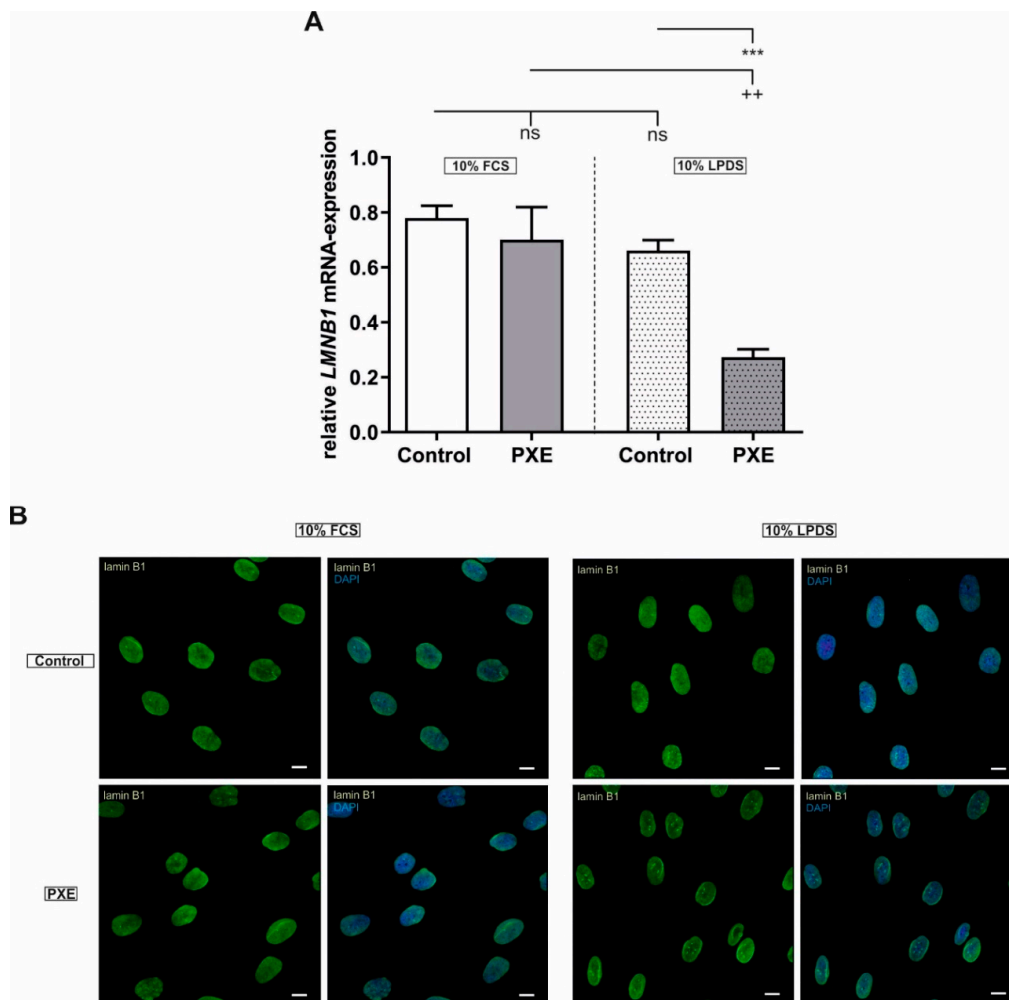 A
***
++
ns ns
10% FCS 10% LPDS
relative LMNB1 mRNA-expression
1.0
0.8
0.6
0.4
0.2
0.0
Control PXE Control PXE
B
10% FCS 10% LPDS
Control
lamin B1
lamin B1
DAPI
lamin B1
lamin B1
DAPI
PXE
lamin B1
lamin B1
DAPI
lamin B1
lamin B1
DAPI